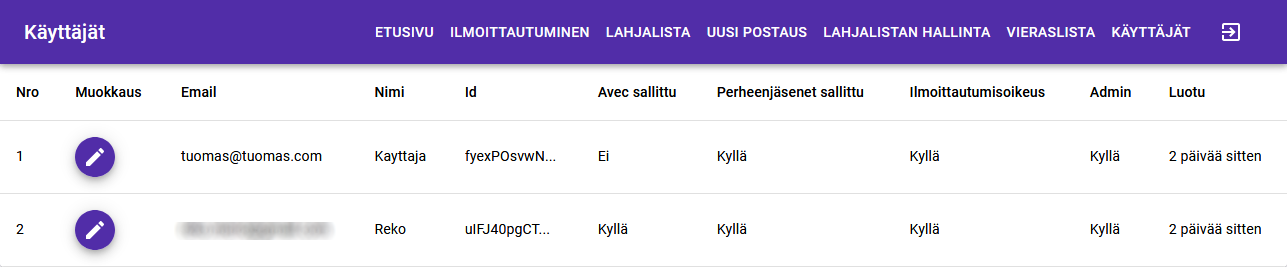 Käyttäjät ETUSIVU ILMOITTAUTUMINEN LAHJALISTA UUSI POSTAUS LAHJALISTAN HALLINTA VIERASLISTA KÄYTTÄJÄT
Nro Muokkaus Email Nimi Id Avec sallittu Perheenjäsenet sallittu Ilmoittautumisoikeus Admin Luotu
1 tuomas@tuomas.com Kayttaja fyexPOsvwN... Ei Kyllä Kyllä Kyllä 2 päivää sitten
2 Reko uIFJ40pgCT... Kyllä Kyllä Kyllä Kyllä 2 päivää sitten